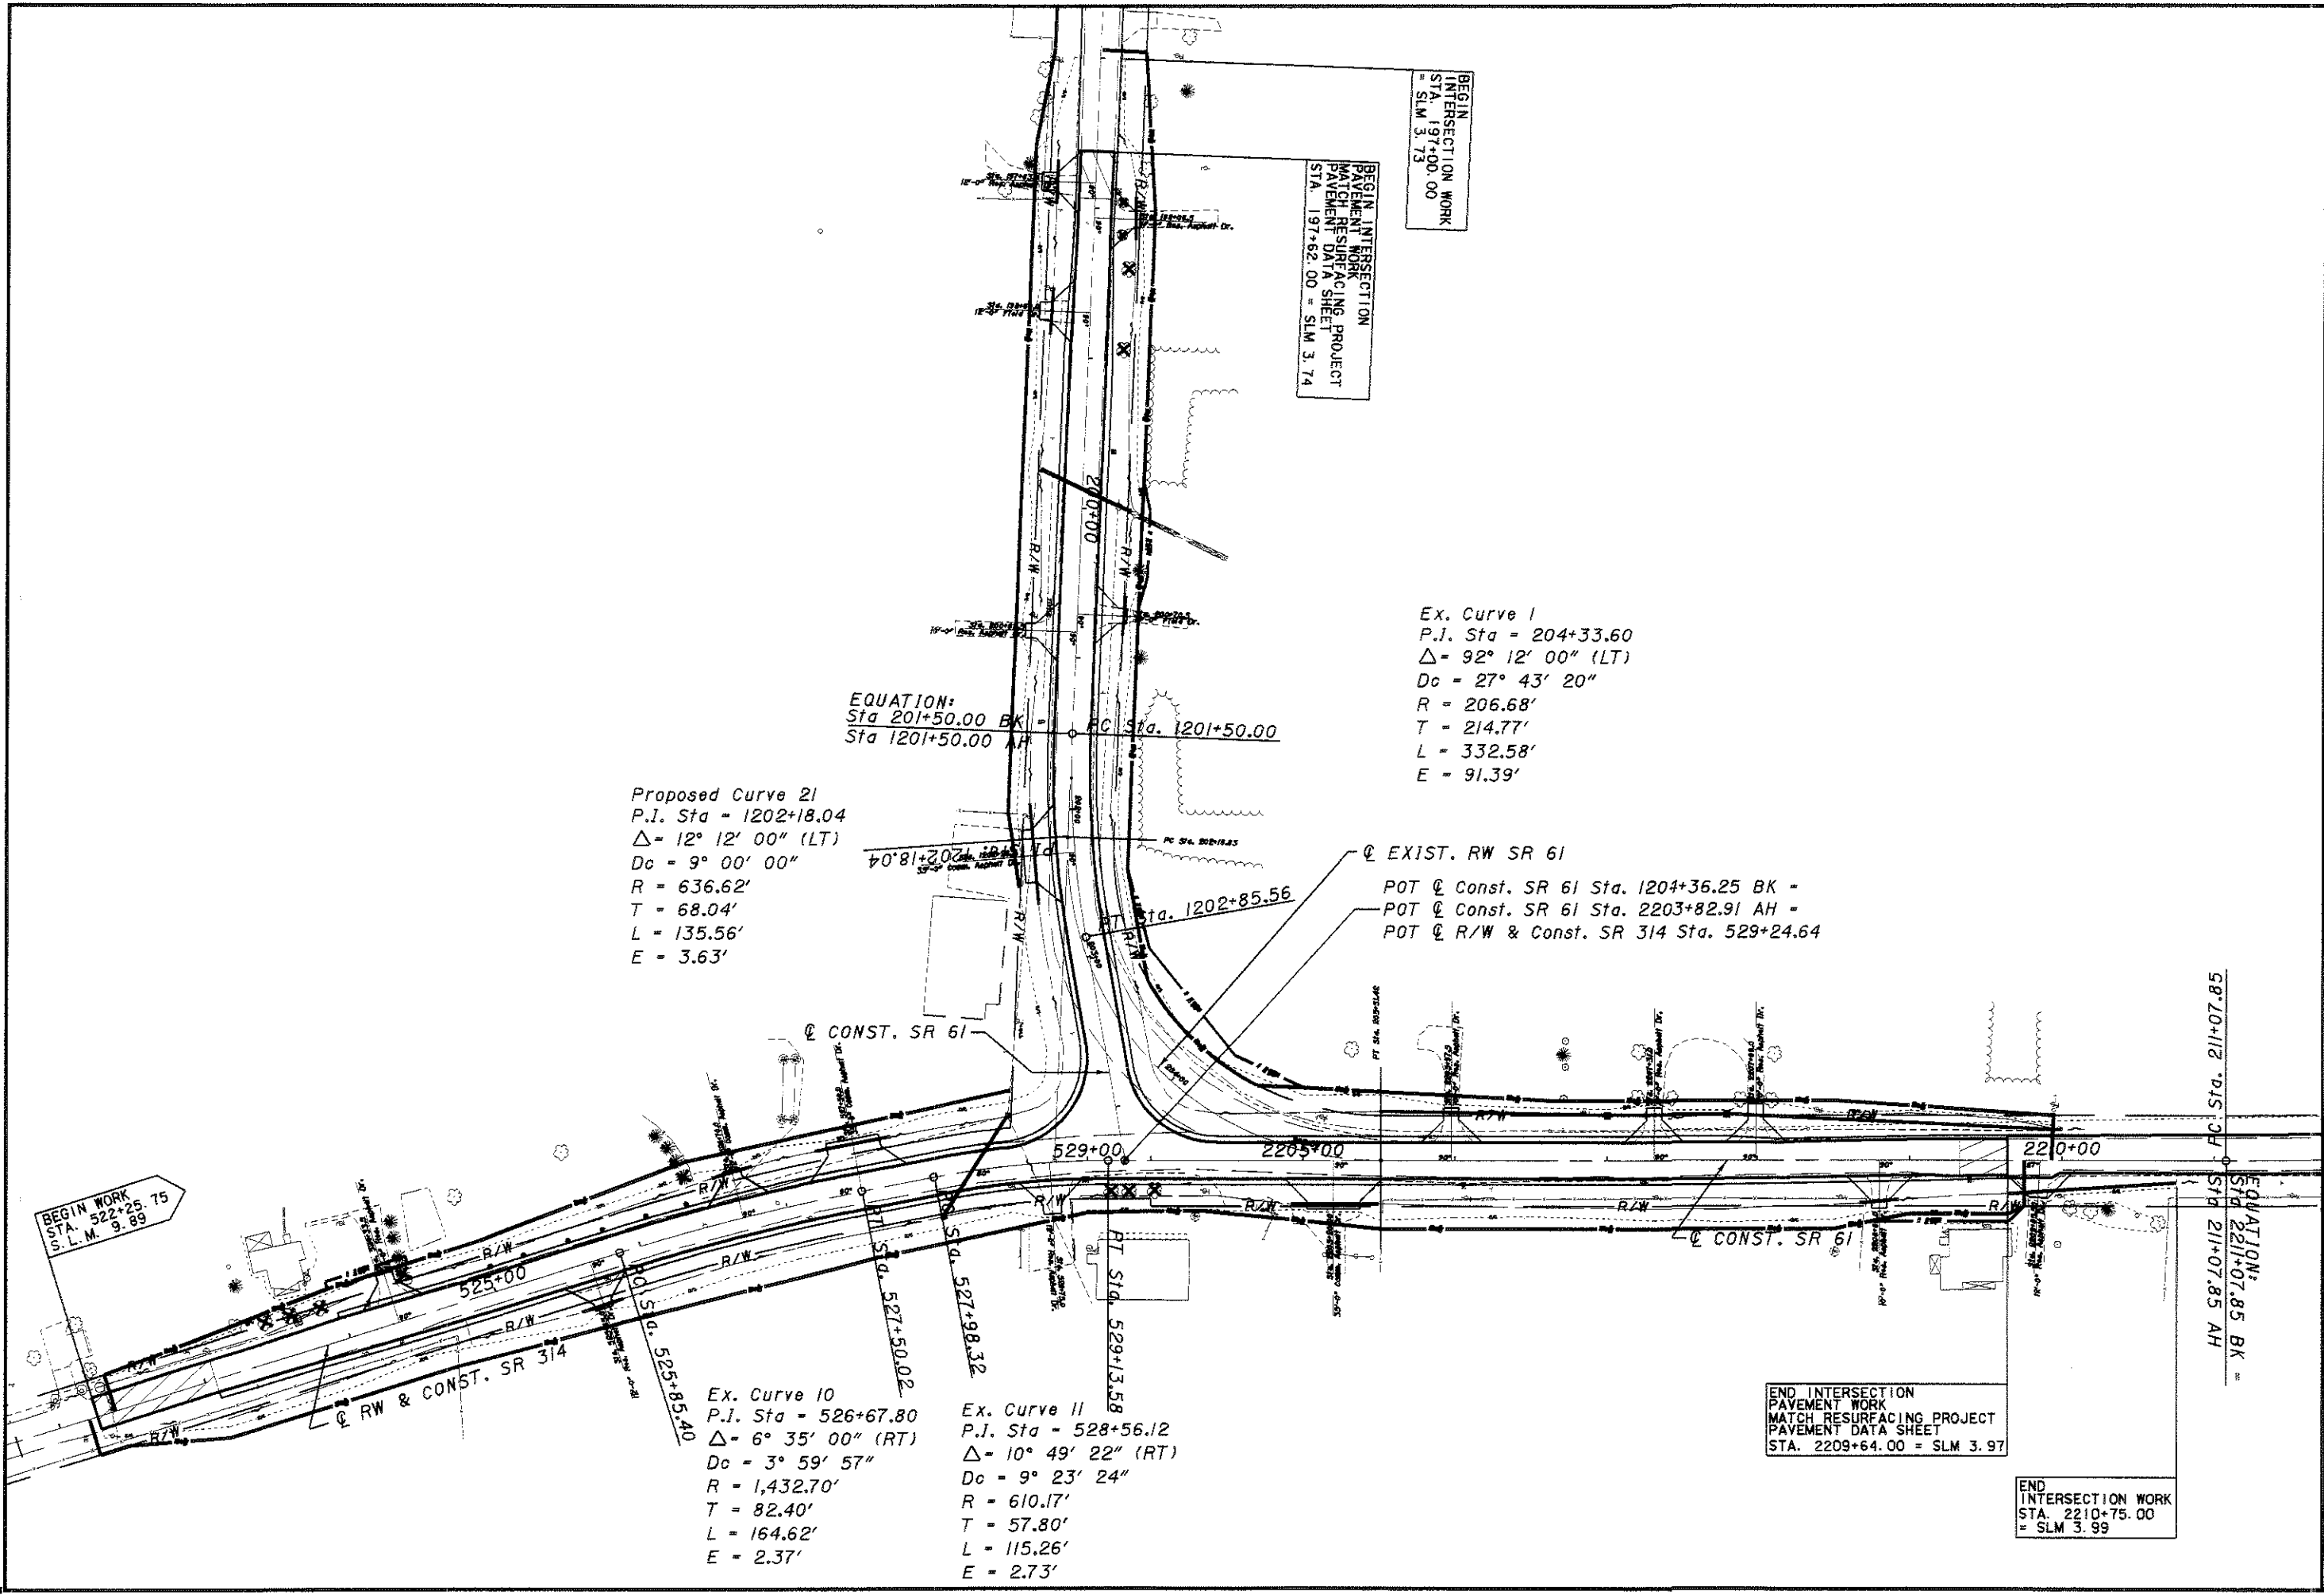 BEGIN
INTERSECTION WORK
STA. 197+00.00
= SLM 3.73
BEGIN INTERSECTION
PAVEMENT WORK
MATCH RESURFACING PROJECT
PAVEMENT DATA SHEET
STA. 197+62.00 = SLM 3.74
R/W
R/W
200+00
R/W
R/W
Ex. Curve 1
P.I. Sta = 204+33.60
Δ= 92° 12' 00" (LT)
Dc = 27° 43' 20"
R = 206.68'
T = 214.77'
L = 332.58'
E = 91.39'
EQUATION:
Sta 201+50.00 BK =
Sta 1201+50.00 AH
PC Sta. 1201+50.00
Proposed Curve 21
P.I. Sta = 1202+18.04
Δ= 12° 12' 00" (LT)
Dc = 9° 00' 00"
R = 636.62'
T = 68.04'
L = 135.56'
E = 3.63'
PI Sta. 1202+18.04
PC Sta. 202+18.83
℄ EXIST. RW SR 61
POT ℄ Const. SR 61 Sta. 1204+36.25 BK =
POT ℄ Const. SR 61 Sta. 2203+82.91 AH =
POT ℄ R/W & Const. SR 314 Sta. 529+24.64
PT Sta. 1202+85.56
R/W
R/W
℄ CONST. SR 61
529+00
2205+00
R/W
R/W
2210+00
PC Sta. 211+07.85
EQUATION:
Sta 2211+07.85 BK =
Sta 211+07.85 AH
BEGIN WORK
STA. 522+25.75
S.L.M. 9.89
R/W
R/W
525+00
R/W
R/W
R/W
R/W
R/W
R/W
R/W
R/W
R/W
℄ CONST. SR 61
℄ RW & CONST. SR 314
PC Sta. 525+85.40
PT Sta. 527+50.02
PC Sta. 527+98.32
PT Sta. 529+13.58
Ex. Curve 10
P.I. Sta = 526+67.80
Δ= 6° 35' 00" (RT)
Dc = 3° 59' 57"
R = 1,432.70'
T = 82.40'
L = 164.62'
E = 2.37'
Ex. Curve 11
P.I. Sta = 528+56.12
Δ= 10° 49' 22" (RT)
Dc = 9° 23' 24"
R = 610.17'
T = 57.80'
L = 115.26'
E = 2.73'
END INTERSECTION
PAVEMENT WORK
MATCH RESURFACING PROJECT
PAVEMENT DATA SHEET
STA. 2209+64.00 = SLM 3.97
END
INTERSECTION WORK
STA. 2210+75.00
= SLM 3.99